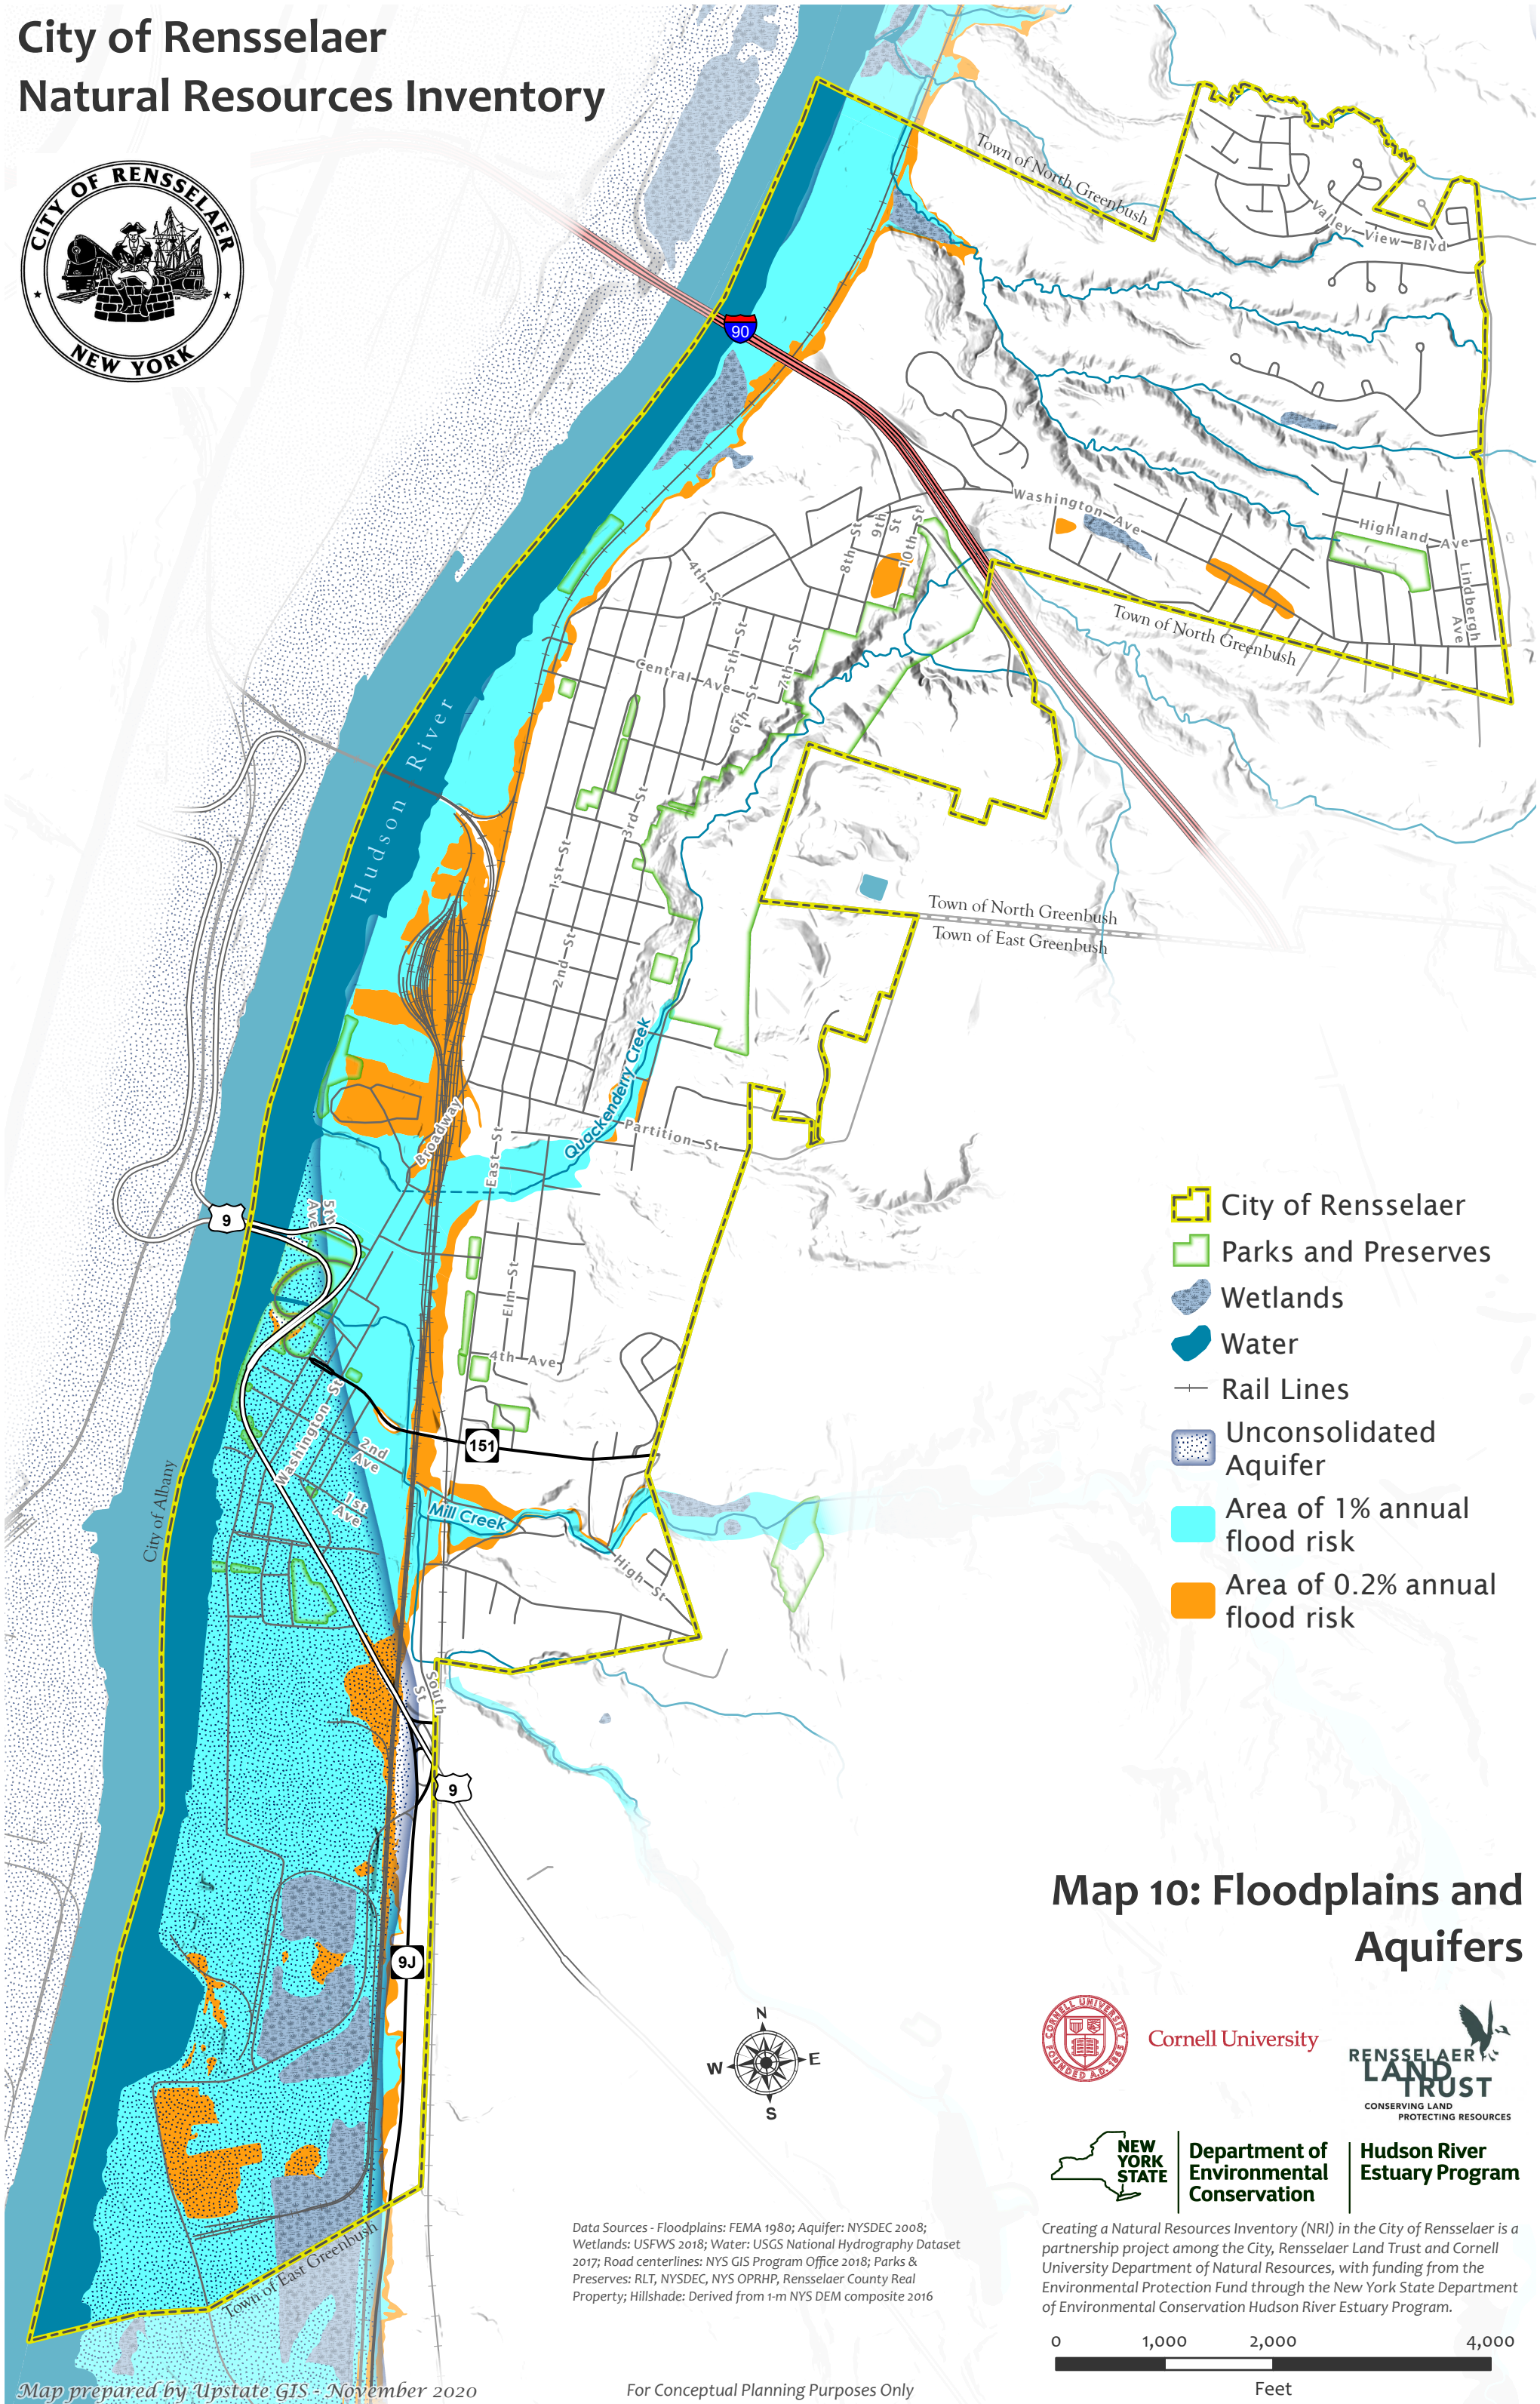 City of Rensselaer
Natural Resources Inventory
CITY OF RENSSELAER
NEW YORK
Town of North Greenbush
Valley View Blvd
90
Washington Ave
Highland Ave
Lindbergh
Ave
8th St
9th
St
10th St
4th St
5th St
Central Ave
7th St
6th St
Town of North Greenbush
Hudson River
3rd St
1st St
2nd St
Town of North Greenbush
Town of East Greenbush
Quackenderry Creek
Broadway
Partition St
East St
5th
Ave
9
Elm St
4th Ave
Washington St
151
2nd
Ave
1st
Ave
Mill Creek
High St
City of Albany
South
St
9
9J
Town of East Greenbush
City of Rensselaer
Parks and Preserves
Wetlands
Water
Rail Lines
Unconsolidated
Aquifer
Area of 1% annual
flood risk
Area of 0.2% annual
flood risk
Map 10: Floodplains and
Aquifers
CORNELL UNIVERSITY
FOUNDED A.D. 1865
Cornell University
RENSSELAER
LAND
TRUST
CONSERVING LAND
PROTECTING RESOURCES
NEW
YORK
STATE
Department of
Environmental
Conservation
Hudson River
Estuary Program
N
W
E
S
Data Sources - Floodplains: FEMA 1980; Aquifer: NYSDEC 2008;
Wetlands: USFWS 2018; Water: USGS National Hydrography Dataset
2017; Road centerlines: NYS GIS Program Office 2018; Parks &
Preserves: RLT, NYSDEC, NYS OPRHP, Rensselaer County Real
Property; Hillshade: Derived from 1-m NYS DEM composite 2016
Creating a Natural Resources Inventory (NRI) in the City of Rensselaer is a
partnership project among the City, Rensselaer Land Trust and Cornell
University Department of Natural Resources, with funding from the
Environmental Protection Fund through the New York State Department
of Environmental Conservation Hudson River Estuary Program.
0 1,000 2,000 4,000
Feet
Map prepared by Upstate GIS - November 2020
For Conceptual Planning Purposes Only